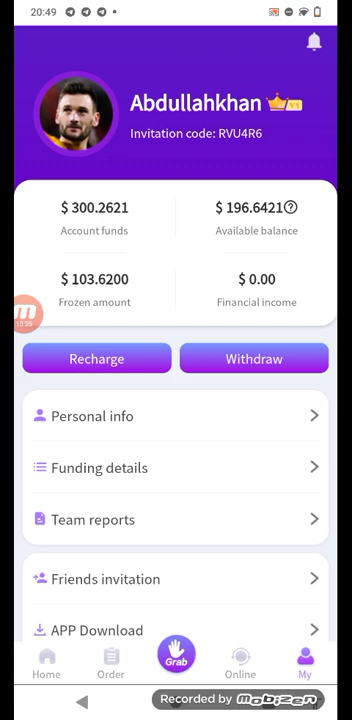 20:49
Abdullahkhan V1
Invitation code: RVU4R6
$ 300.2621
Account funds
$ 196.6421
Available balance
$ 103.6200
Frozen amount
$ 0.00
Financial income
Recharge
Withdraw
Personal info
Funding details
Team reports
Friends invitation
APP Download
Home
Order
Grab
Online
My
Recorded by mobizen